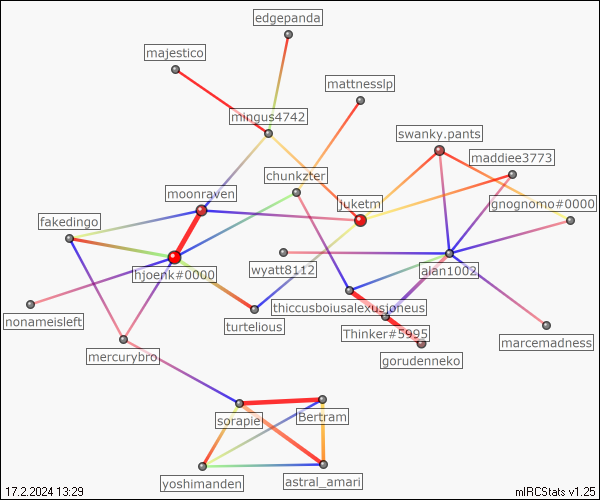 edgepanda
majestico
mattnesslp
mingus4742
swanky.pants
maddiee3773
chunkzter
moonraven
juketm
gnognomo#0000
fakedingo
hjoenk#0000
wyatt8112
alan1002
nonameisleft
thiccusboiusalexusjoneus
turtelious
Thinker#5995
marcemadness
mercurybro
gorudenneko
sorapie
Bertram
yoshimanden
astral_amari
17.2.2024 13:29
mIRCStats v1.25